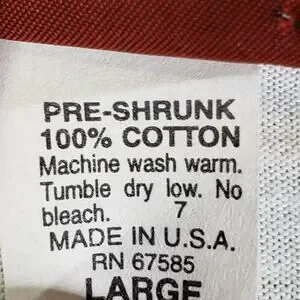 PRE-SHRUNK
100% COTTON
Machine wash warm.
Tumble dry low. No
bleach. 7
MADE IN U.S.A.
RN 67585
LARGE